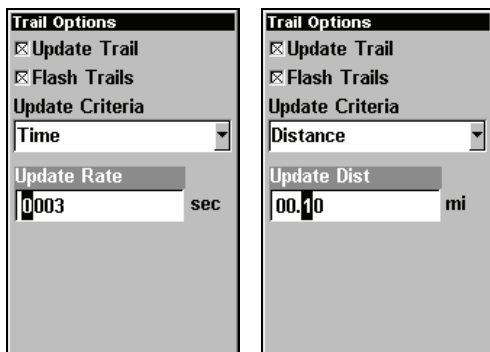 Trail Options
Update Trail
Flash Trails
Update Criteria
Time
Update Rate
0003 sec
Trail Options
Update Trail
Flash Trails
Update Criteria
Distance
Update Dist
00.10 mi